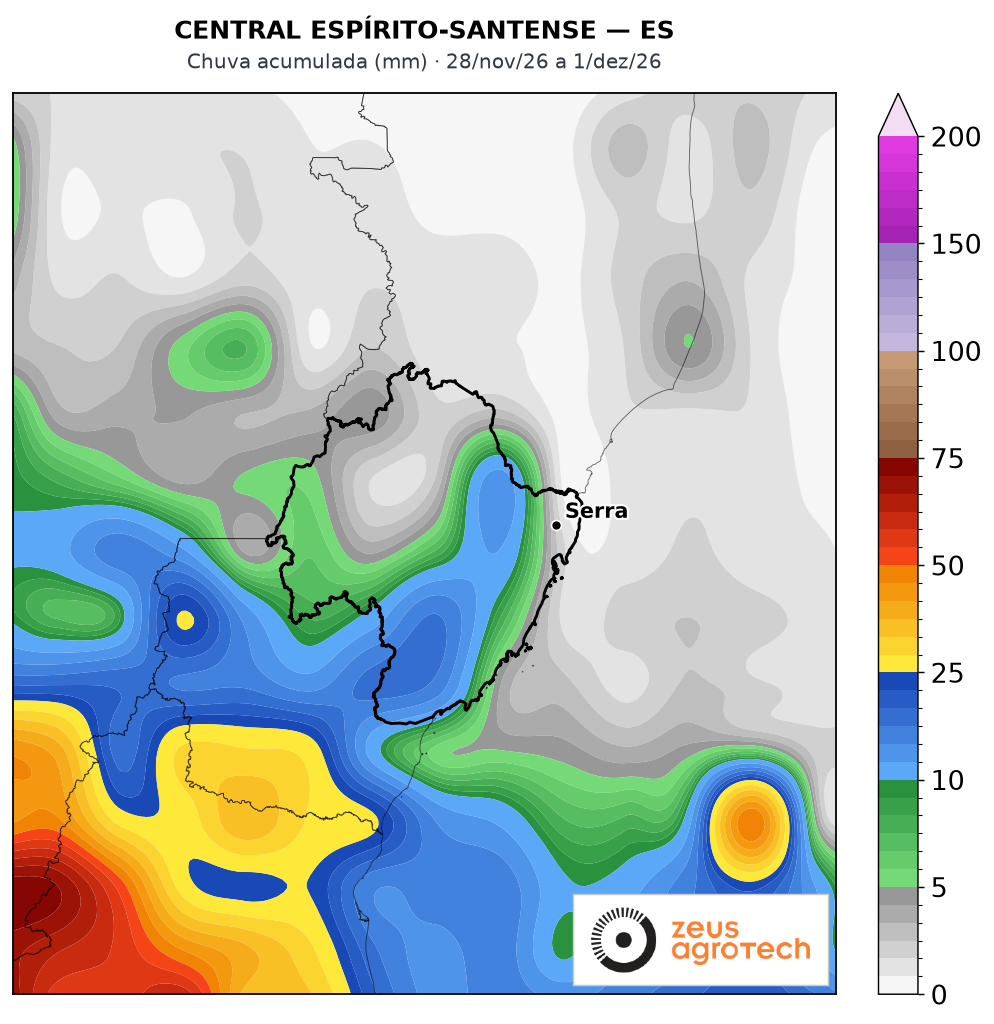 CENTRAL ESPÍRITO-SANTENSE — ES
Chuva acumulada (mm) · 28/nov/26 a 1/dez/26
200
150
100
75
50
25
10
5
0
Serra
zeus
agrotech